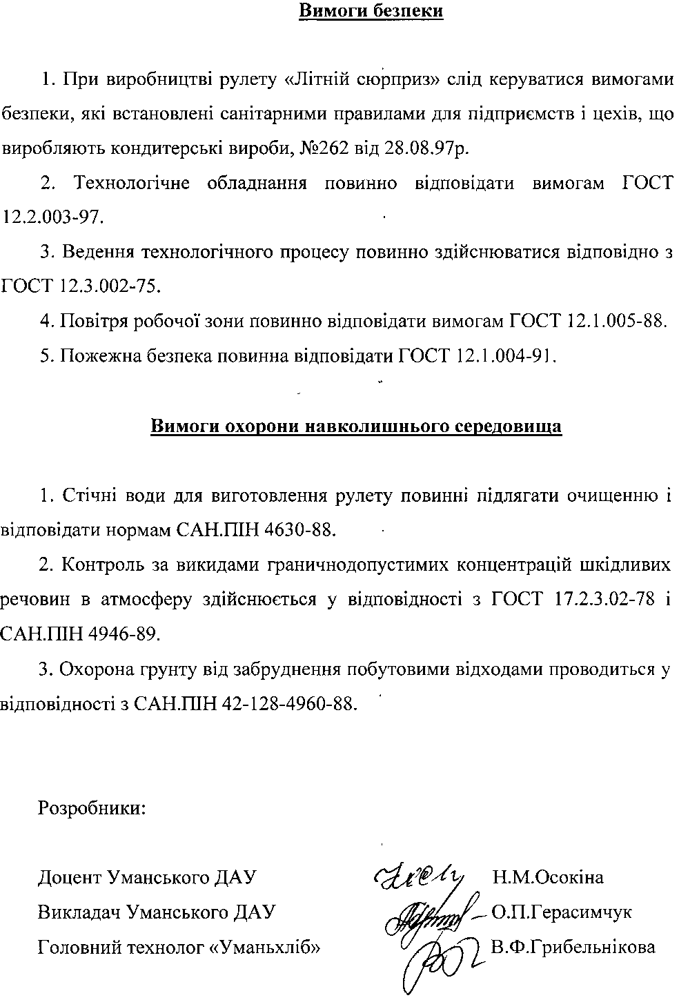 Вимоги безпеки
1. При виробництві рулету «Літній сюрприз» слід керуватися вимогами
безпеки, які встановлені санітарними правилами для підприємств і цехів, що
виробляють кондитерські вироби, №262 від 28.08.97р.
2. Технологічне обладнання повинно відповідати вимогам ГОСТ
12.2.003-97.
3. Ведення технологічного процесу повинно здійснюватися відповідно з
ГОСТ 12.3.002-75.
4. Повітря робочої зони повинно відповідати вимогам ГОСТ 12.1.005-88.
5. Пожежна безпека повинна відповідати ГОСТ 12.1.004-91.
Вимоги охорони навколишнього середовища
1. Стічні води для виготовлення рулету повинні підлягати очищенню і
відповідати нормам САН.ПІН 4630-88.
2. Контроль за викидами граничнодопустимих концентрацій шкідливих
речовин в атмосферу здійснюється у відповідності з ГОСТ 17.2.3.02-78 і
САН.ПІН 4946-89.
3. Охорона грунту від забруднення побутовими відходами проводиться у
відповідності з САН.ПІН 42-128-4960-88.
Розробники:
Доцент Уманського ДАУ Н.М.Осокіна
Викладач Уманського ДАУ О.П.Герасимчук
Головний технолог «Уманьхліб» В.Ф.Грибельнікова